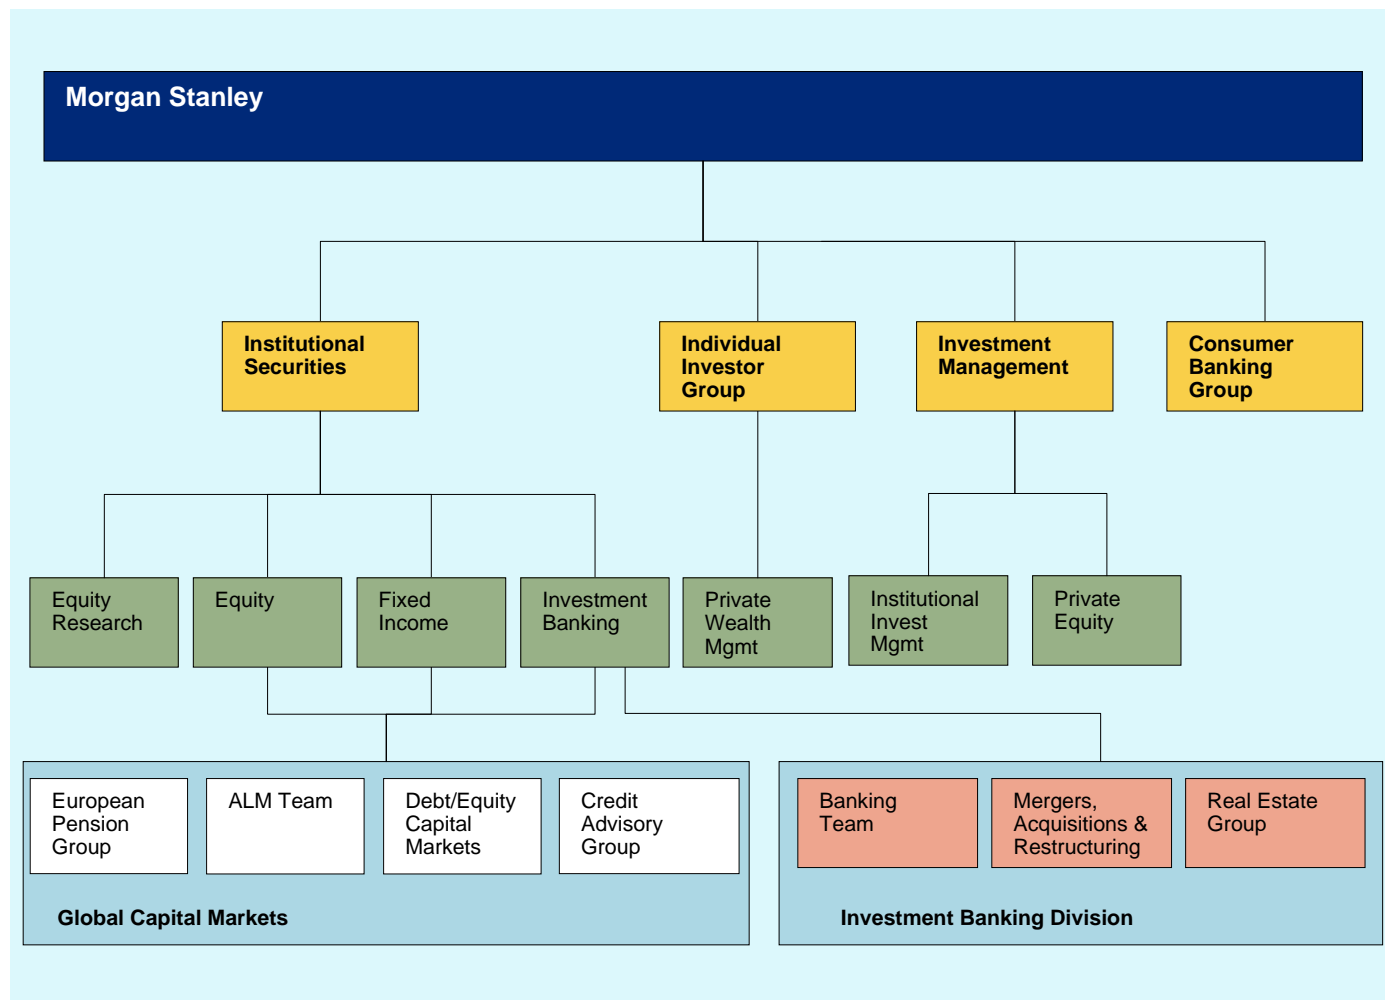 Morgan Stanley
Institutional
Securities
Individual
Investor
Group
Investment
Management
Consumer
Banking
Group
Equity
Research
Equity
Fixed
Income
Investment
Banking
Private
Wealth
Mgmt
Institutional
Invest
Mgmt
Private
Equity
European
Pension
Group
ALM Team
Debt/Equity
Capital
Markets
Credit
Advisory
Group
Global Capital Markets
Banking
Team
Mergers,
Acquisitions &
Restructuring
Real Estate
Group
Investment Banking Division